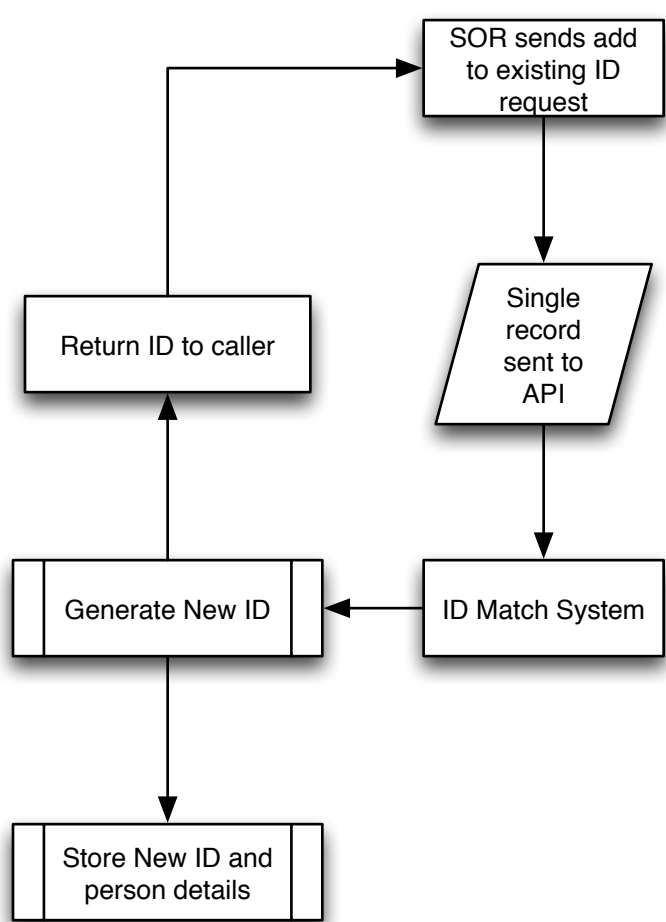 SOR sends add
to existing ID
request
Single
record
sent to
API
Return ID to caller
Generate New ID
ID Match System
Store New ID and
person details